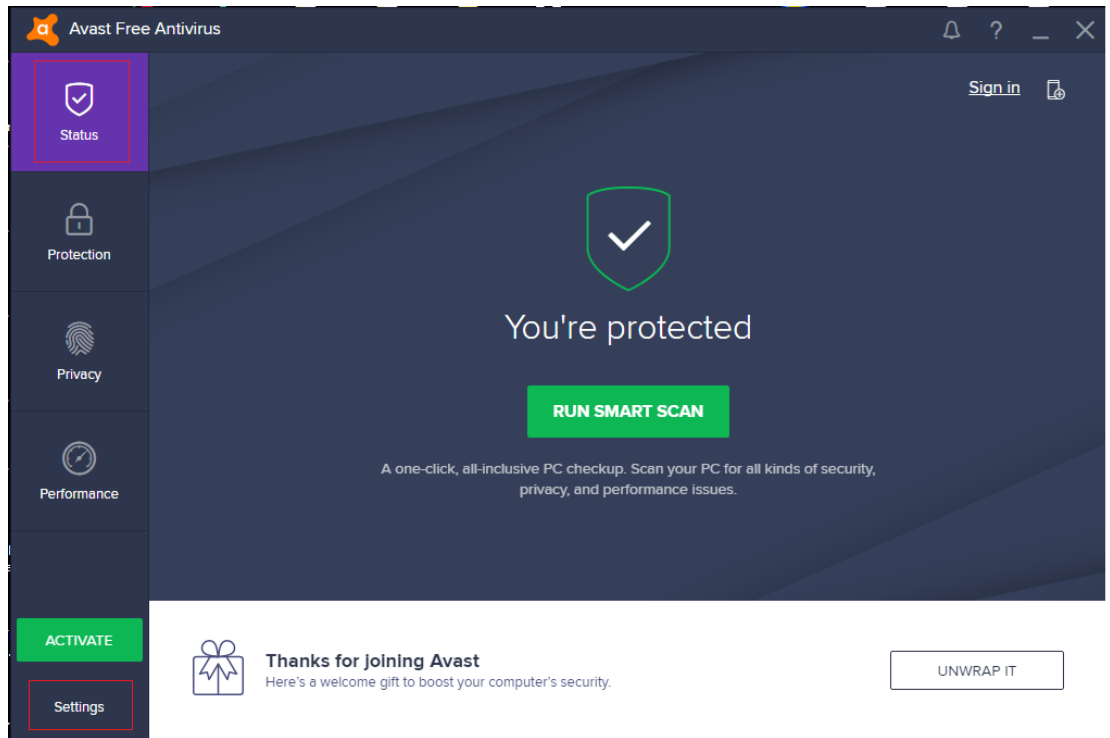 Avast Free Antivirus
?
Sign in
Status
Protection
Privacy
Performance
ACTIVATE
Settings
You're protected
RUN SMART SCAN
A one-click, all-inclusive PC checkup. Scan your PC for all kinds of security,
privacy, and performance issues.
Thanks for joining Avast
Here's a welcome gift to boost your computer's security.
UNWRAP IT